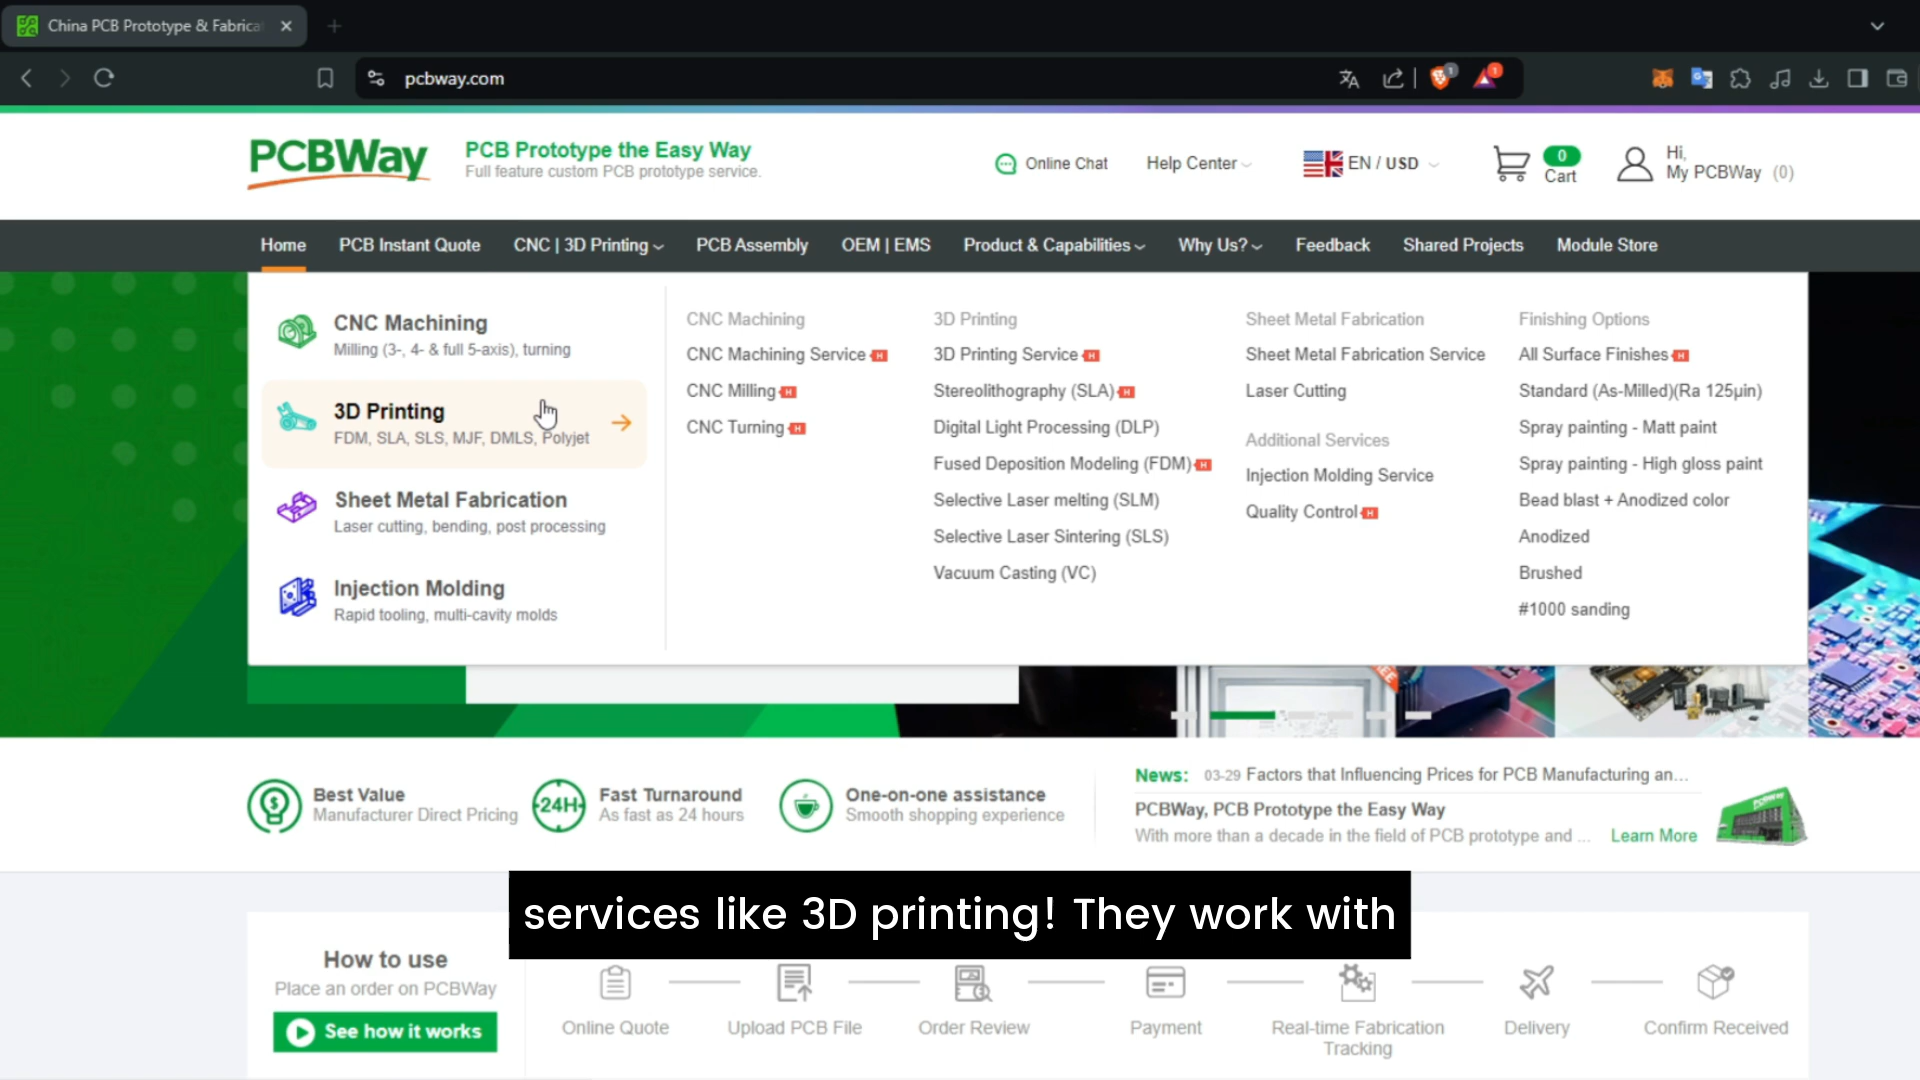 China PCB Prototype & Fabrica
pcbway.com
1
1
PCBWay
PCB Prototype the Easy Way
Full feature custom PCB prototype service.
Online Chat
Help Center
EN / USD
0
Cart
Hi,
My PCBWay (0)
Home
PCB Instant Quote
CNC | 3D Printing
PCB Assembly
OEM | EMS
Product & Capabilities
Why Us?
Feedback
Shared Projects
Module Store
CNC Machining
Milling (3-, 4- & full 5-axis), turning
3D Printing
FDM, SLA, SLS, MJF, DMLS, Polyjet
Sheet Metal Fabrication
Laser cutting, bending, post processing
Injection Molding
Rapid tooling, multi-cavity molds
CNC Machining
CNC Machining Service H
CNC Milling H
CNC Turning H
3D Printing
3D Printing Service H
Stereolithography (SLA) H
Digital Light Processing (DLP)
Fused Deposition Modeling (FDM) H
Selective Laser melting (SLM)
Selective Laser Sintering (SLS)
Vacuum Casting (VC)
Sheet Metal Fabrication
Sheet Metal Fabrication Service
Laser Cutting
Additional Services
Injection Molding Service
Quality Control H
Finishing Options
All Surface Finishes H
Standard (As-Milled)(Ra 125μin)
Spray painting - Matt paint
Spray painting - High gloss paint
Bead blast + Anodized color
Anodized
Brushed
#1000 sanding
Best Value
Manufacturer Direct Pricing
24H
Fast Turnaround
As fast as 24 hours
One-on-one assistance
Smooth shopping experience
News: 03-29 Factors that Influencing Prices for PCB Manufacturing an...
PCBWay, PCB Prototype the Easy Way
With more than a decade in the field of PCB prototype and ... Learn More
services like 3D printing! They work with
How to use
Place an order on PCBWay
See how it works
Online Quote
Upload PCB File
Order Review
Payment
Real-time Fabrication
Tracking
Delivery
Confirm Received